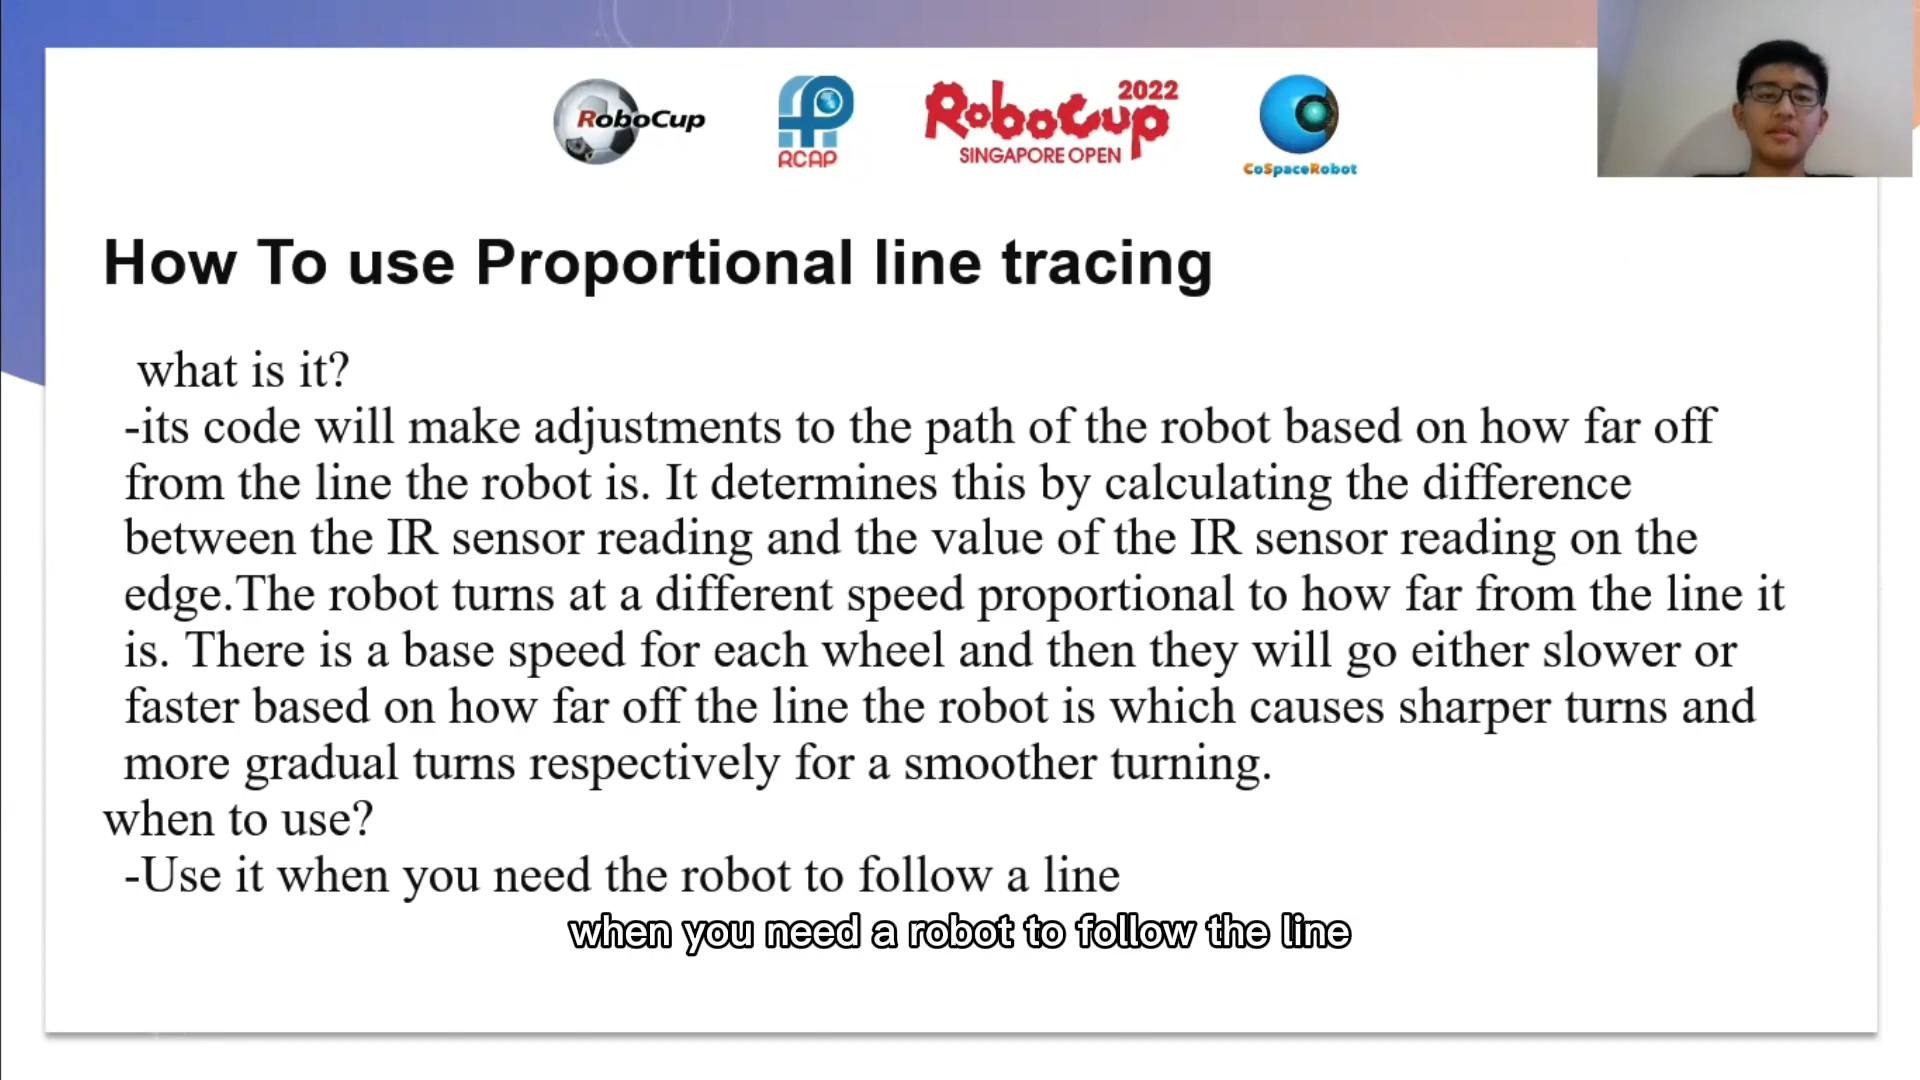 RoboCup
RCAP
RoboCup 2022
SINGAPORE OPEN
CoSpaceRobot
How To use Proportional line tracing
what is it?
-its code will make adjustments to the path of the robot based on how far off
from the line the robot is. It determines this by calculating the difference
between the IR sensor reading and the value of the IR sensor reading on the
edge.The robot turns at a different speed proportional to how far from the line it
is. There is a base speed for each wheel and then they will go either slower or
faster based on how far off the line the robot is which causes sharper turns and
more gradual turns respectively for a smoother turning.
when to use?
-Use it when you need the robot to follow a line
when you need a robot to follow the line